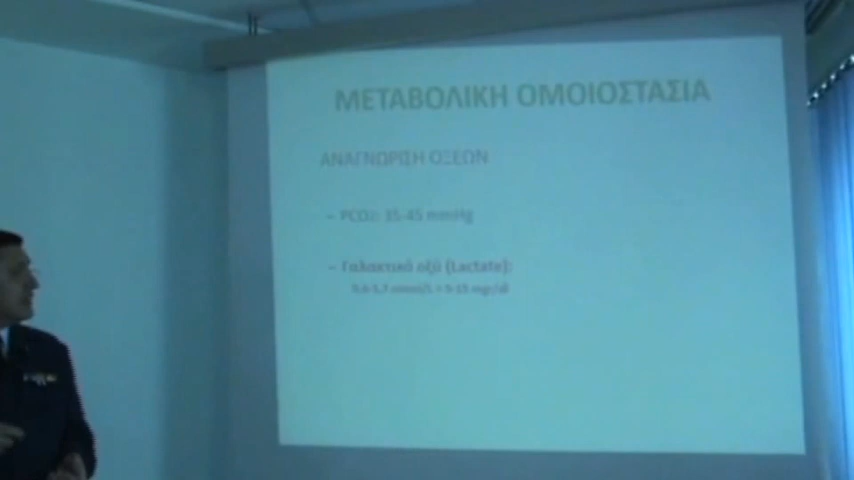 ΜΕΤΑΒΟΛΙΚΗ ΟΜΟΙΟΣΤΑΣΙΑ
ΑΝΑΓΝΩΡΙΣΗ ΟΞΕΩΝ
– PCO₂: 35-45 mmHg
– Γαλακτικό οξύ (Lactate):